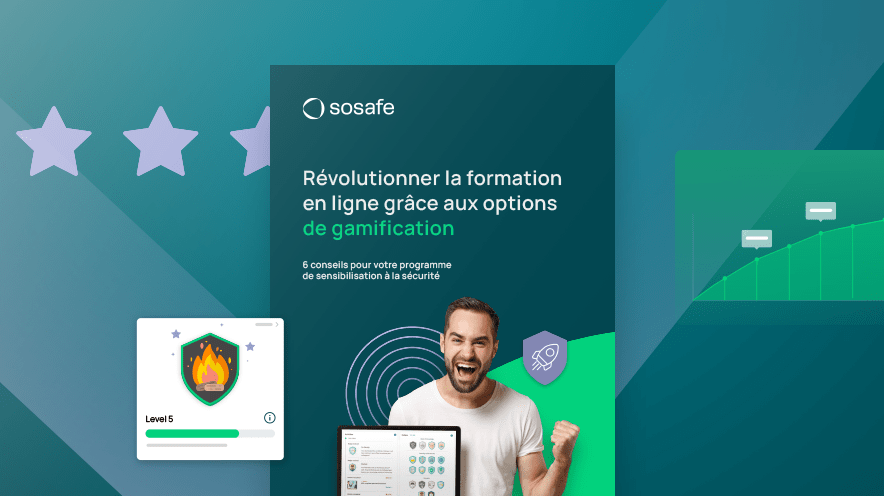 sosafe
Révolutionner la formation
en ligne grâce aux options
de gamification
6 conseils pour votre programme
de sensibilisation à la sécurité
Level 5